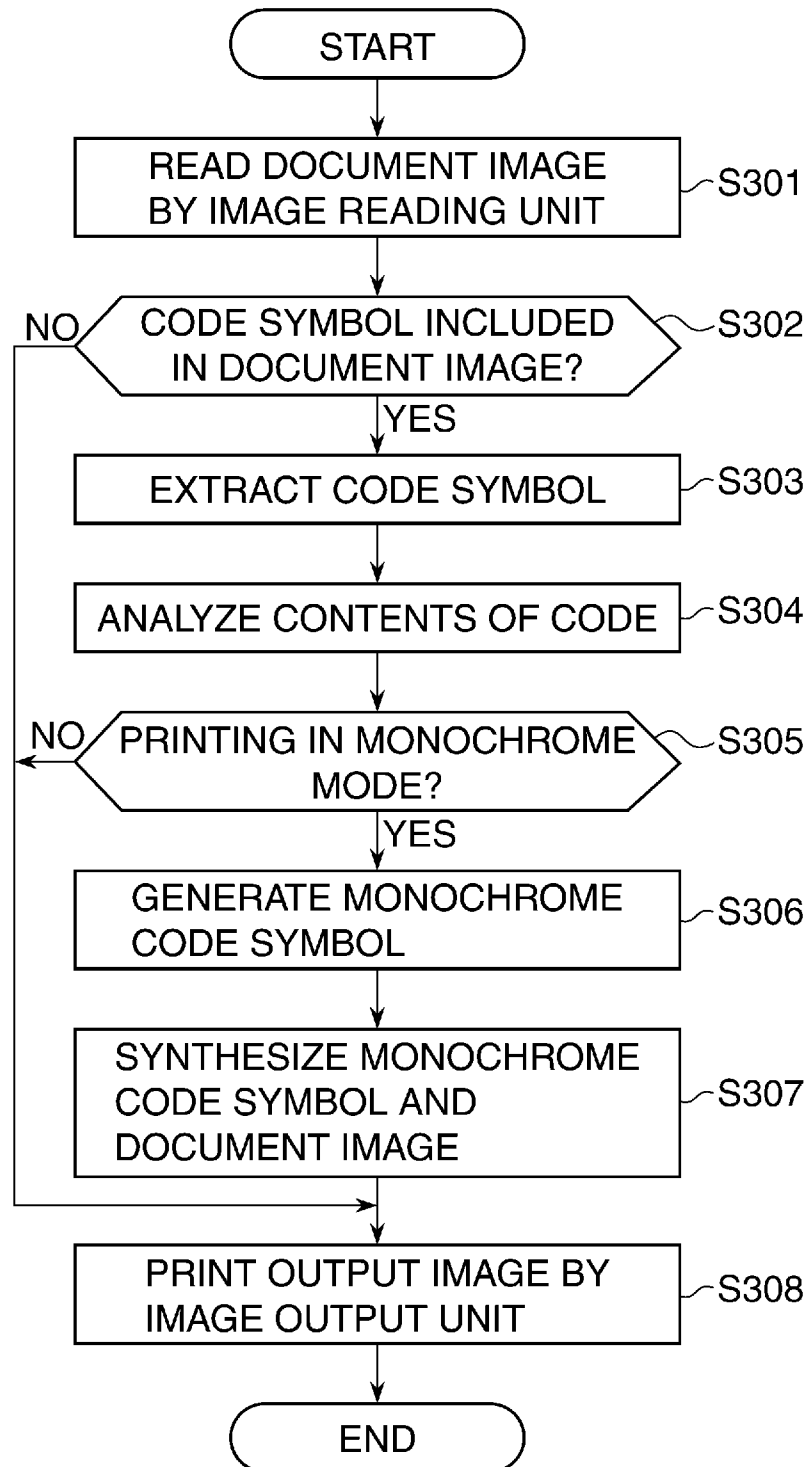 START
READ DOCUMENT IMAGE
BY IMAGE READING UNIT
S301
NO
CODE SYMBOL INCLUDED
IN DOCUMENT IMAGE?
S302
YES
EXTRACT CODE SYMBOL
S303
ANALYZE CONTENTS OF CODE
S304
NO
PRINTING IN MONOCHROME
MODE?
S305
YES
GENERATE MONOCHROME
CODE SYMBOL
S306
SYNTHESIZE MONOCHROME
CODE SYMBOL AND
DOCUMENT IMAGE
S307
PRINT OUTPUT IMAGE BY
IMAGE OUTPUT UNIT
S308
END